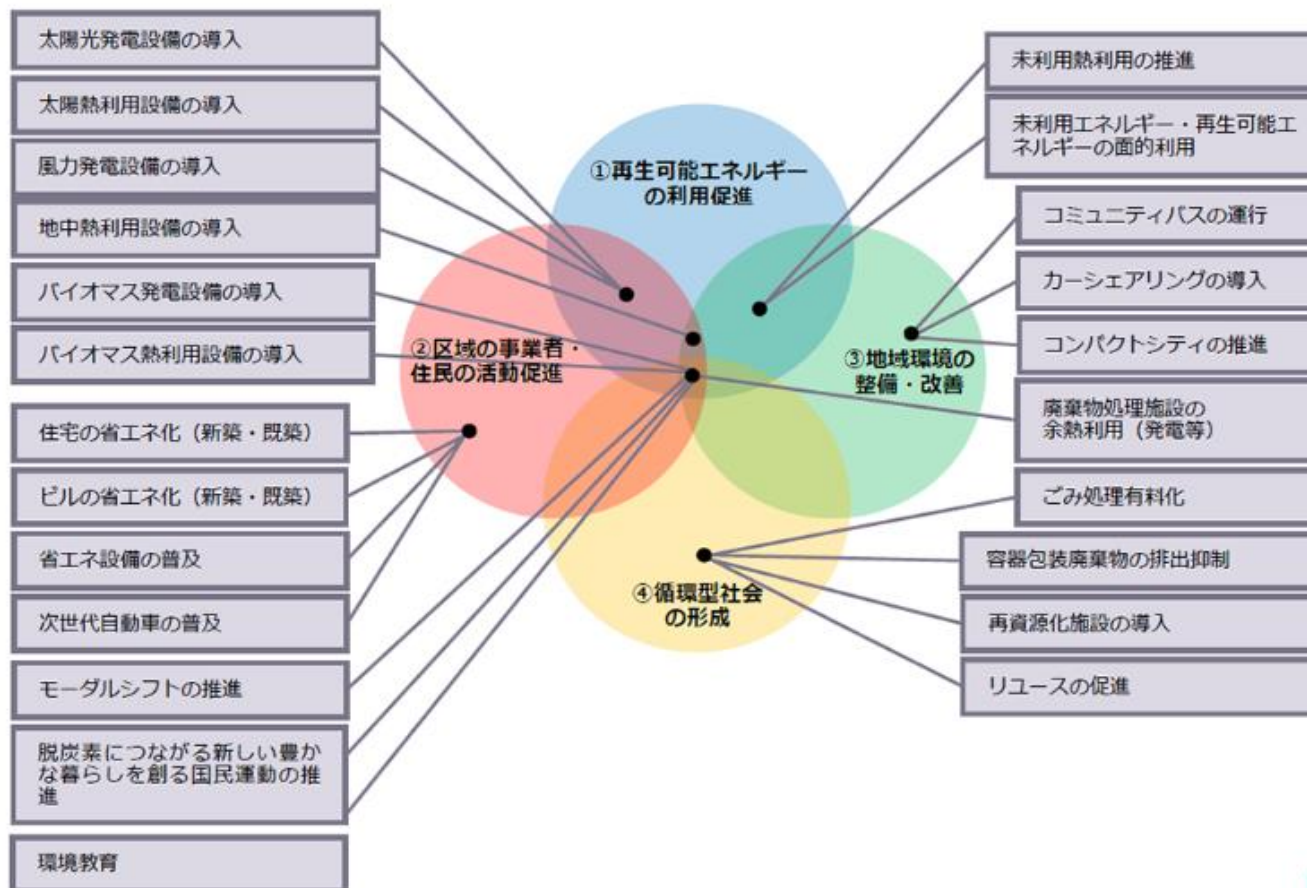 太陽光発電設備の導入
太陽熱利用設備の導入
風力発電設備の導入
地中熱利用設備の導入
バイオマス発電設備の導入
バイオマス熱利用設備の導入
住宅の省エネ化（新築・既築）
ビルの省エネ化（新築・既築）
省エネ設備の普及
次世代自動車の普及
モーダルシフトの推進
脱炭素につながる新しい豊か
な暮らしを創る国民運動の推
進
環境教育
①再生可能エネルギー
の利用促進
②区域の事業者・
住民の活動促進
③地域環境の
整備・改善
④循環型社会
の形成
未利用熱利用の推進
未利用エネルギー・再生可能エ
ネルギーの面的利用
コミュニティバスの運行
カーシェアリングの導入
コンパクトシティの推進
廃棄物処理施設の
余熱利用（発電等）
ごみ処理有料化
容器包装廃棄物の排出抑制
再資源化施設の導入
リユースの促進